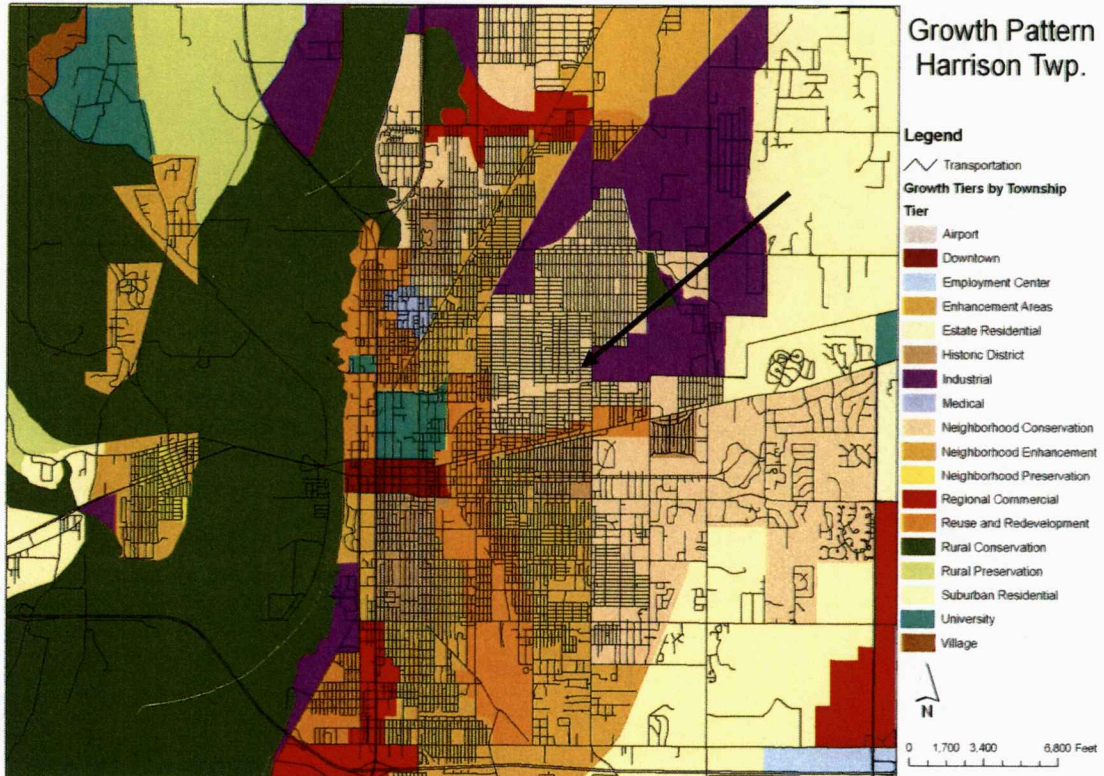 Growth Pattern
Harrison Twp.
Legend
Transportation
Growth Tiers by Township
Tier
Airport
Downtown
Employment Center
Enhancement Areas
Estate Residential
Historic District
Industrial
Medical
Neighborhood Conservation
Neighborhood Enhancement
Neighborhood Preservation
Regional Commercial
Reuse and Redevelopment
Rural Conservation
Rural Preservation
Suburban Residential
University
Village
N
0 1,700 3,400 6,800 Feet